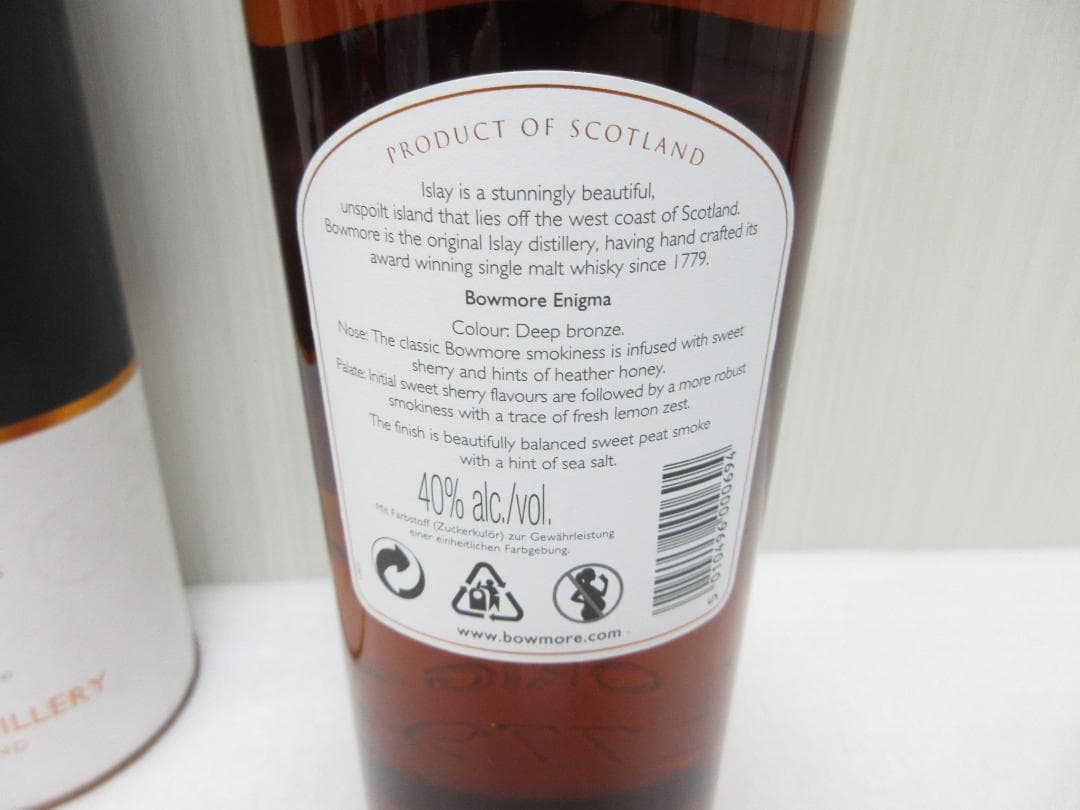 PRODUCT OF SCOTLAND
Islay is a stunningly beautiful,
unspoilt island that lies off the west coast of Scotland.
Bowmore is the original Islay distillery, having hand crafted its
award winning single malt whisky since 1779.
Bowmore Enigma
Colour: Deep bronze.
Nose: The classic Bowmore smokiness is infused with sweet
sherry and hints of heather honey.
Palate: Initial sweet sherry flavours are followed by a more robust
smokiness with a trace of fresh lemon zest.
The finish is beautifully balanced sweet peat smoke
with a hint of sea salt.
40% alc./vol.
Mit Farbstoff (Zuckerkulör) zur Gewährleistung
einer einheitlichen Farbgebung.
www.bowmore.com
5 010496 000694
ILLERY
ND